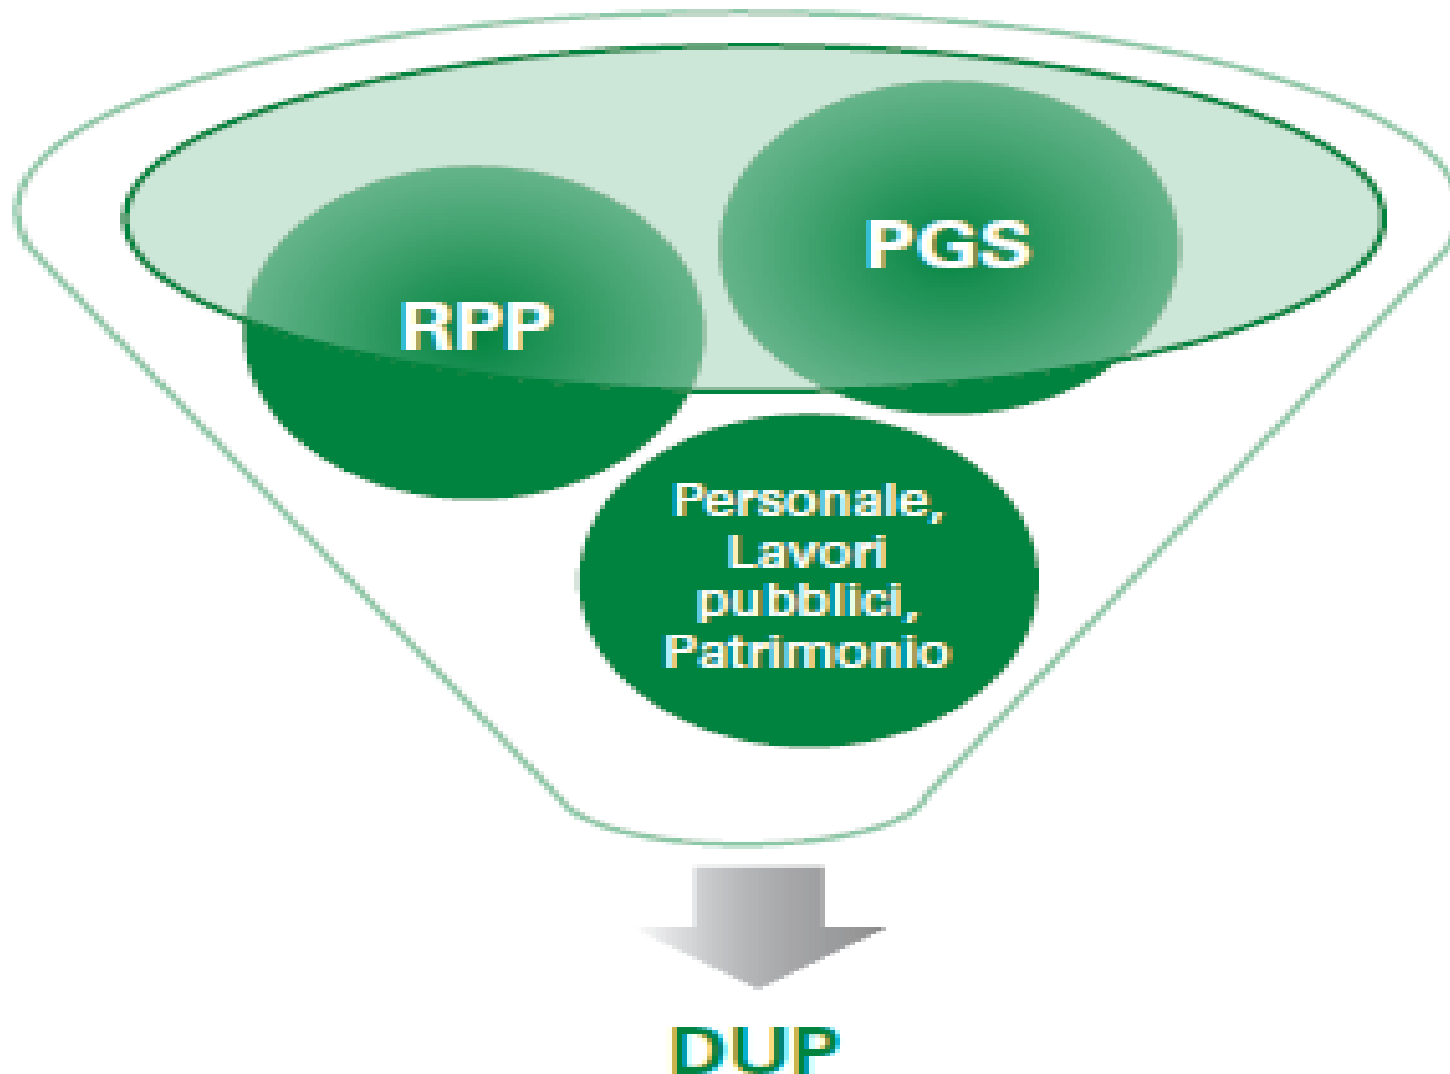 PGS
RPP
Personale,
Lavori
pubblici,
Patrimonio
DUP